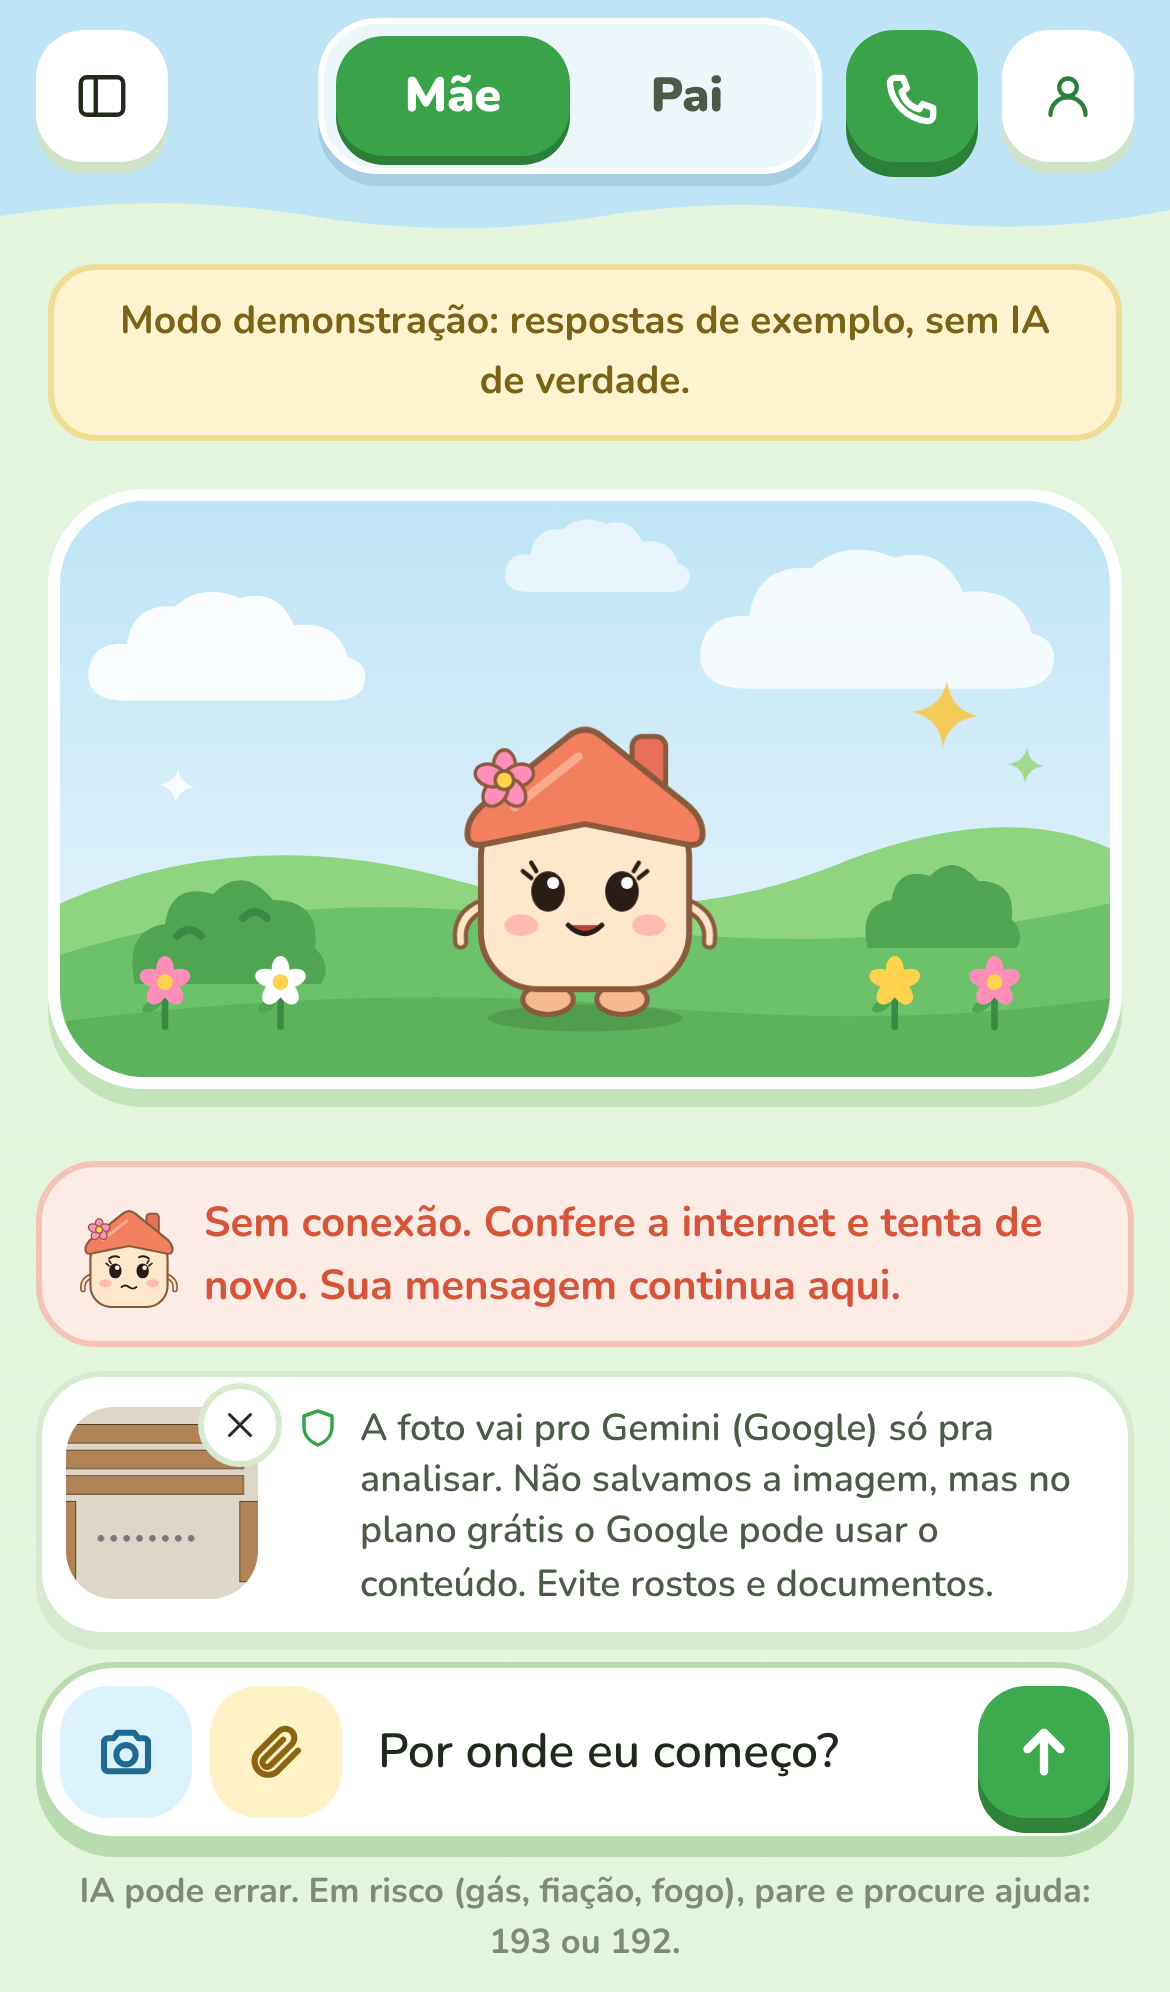 Mãe
Pai
Modo demonstração: respostas de exemplo, sem IA
de verdade.
Sem conexão. Confere a internet e tenta de
novo. Sua mensagem continua aqui.
A foto vai pro Gemini (Google) só pra
analisar. Não salvamos a imagem, mas no
plano grátis o Google pode usar o
conteúdo. Evite rostos e documentos.
Por onde eu começo?
IA pode errar. Em risco (gás, fiação, fogo), pare e procure ajuda:
193 ou 192.